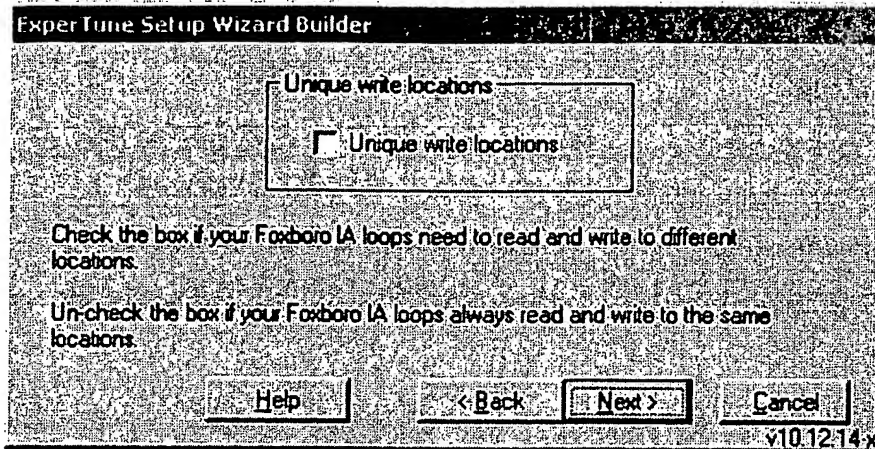 ExperTune Setup Wizard Builder
Unique write locations
Unique write locations
Check the box if your Foxboro IA loops need to read and write to different
locations.
Un-check the box if your Foxboro IA loops always read and write to the same
locations.
Help < Back Next > Cancel
v10.12.14-x